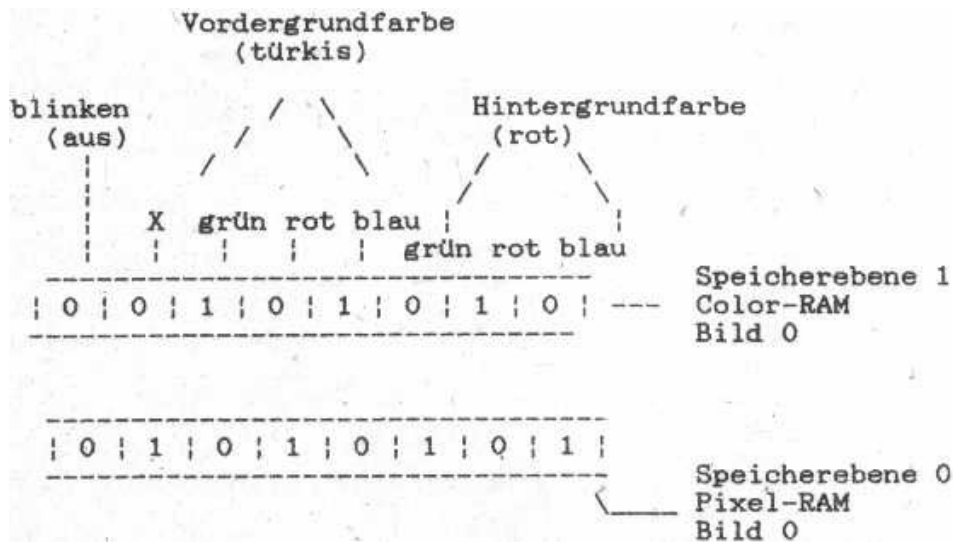 Vordergrundfarbe
(türkis)
blinken
(aus)
Hintergrundfarbe
(rot)
X grün rot blau
grün rot blau
| 0 | 0 | 1 | 0 | 1 | 0 | 1 | 0 | ---
Speicherebene 1
Color-RAM
Bild 0
| 0 | 1 | 0 | 1 | 0 | 1 | 0 | 1 |
Speicherebene 0
Pixel-RAM
Bild 0